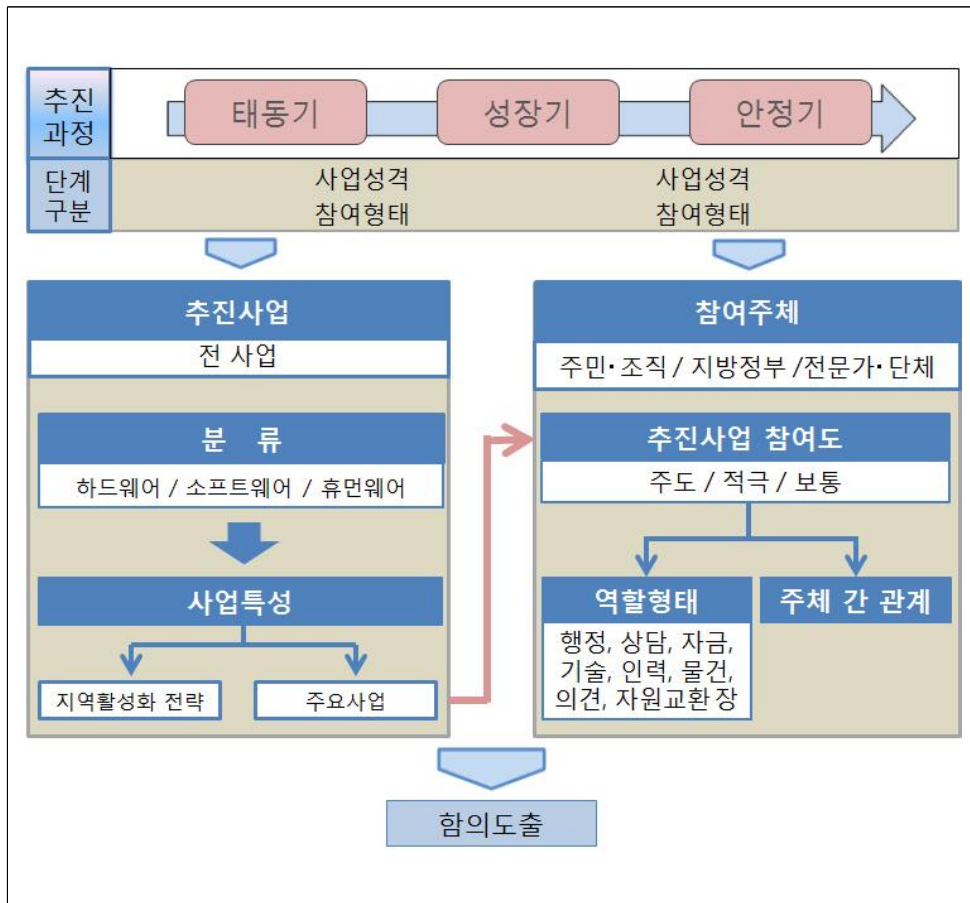 추진
과정
태동기
성장기
안정기
단계
구분
사업성격
참여형태
사업성격
참여형태
추진사업
전 사업
분 류
하드웨어 / 소프트웨어 / 휴먼웨어
사업특성
지역활성화 전략
주요사업
참여주체
주민·조직 / 지방정부 /전문가·단체
추진사업 참여도
주도 / 적극 / 보통
역할형태
행정, 상담, 자금,
기술, 인력, 물건,
의견, 자원교환 장
주체 간 관계
함의도출